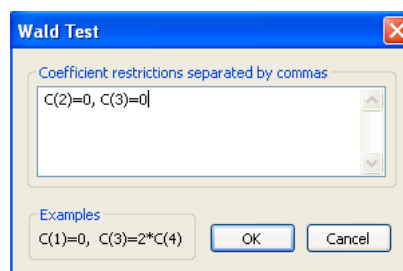 Wald Test
Coefficient restrictions separated by commas
C(2)=0, C(3)=0
Examples
C(1)=0, C(3)=2*C(4)
OK
Cancel